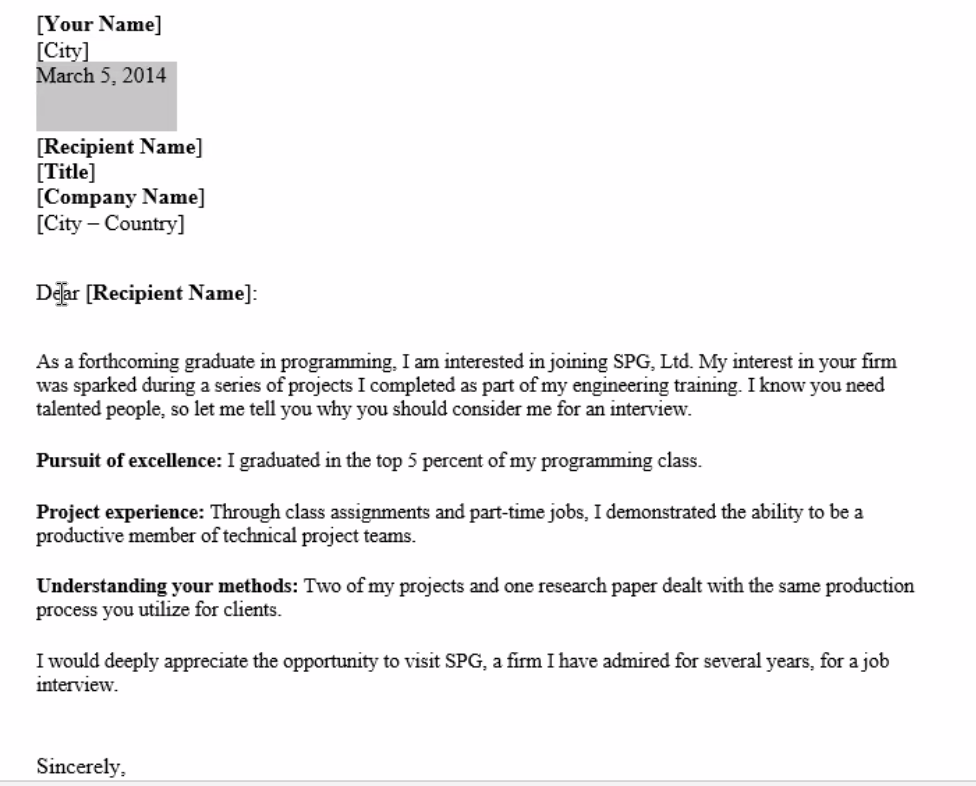 [Your Name]
[City]
March 5, 2014
[Recipient Name]
[Title]
[Company Name]
[City – Country]
Dear [Recipient Name]:
As a forthcoming graduate in programming, I am interested in joining SPG, Ltd. My interest in your firm
was sparked during a series of projects I completed as part of my engineering training. I know you need
talented people, so let me tell you why you should consider me for an interview.
Pursuit of excellence: I graduated in the top 5 percent of my programming class.
Project experience: Through class assignments and part-time jobs, I demonstrated the ability to be a
productive member of technical project teams.
Understanding your methods: Two of my projects and one research paper dealt with the same production
process you utilize for clients.
I would deeply appreciate the opportunity to visit SPG, a firm I have admired for several years, for a job
interview.
Sincerely,